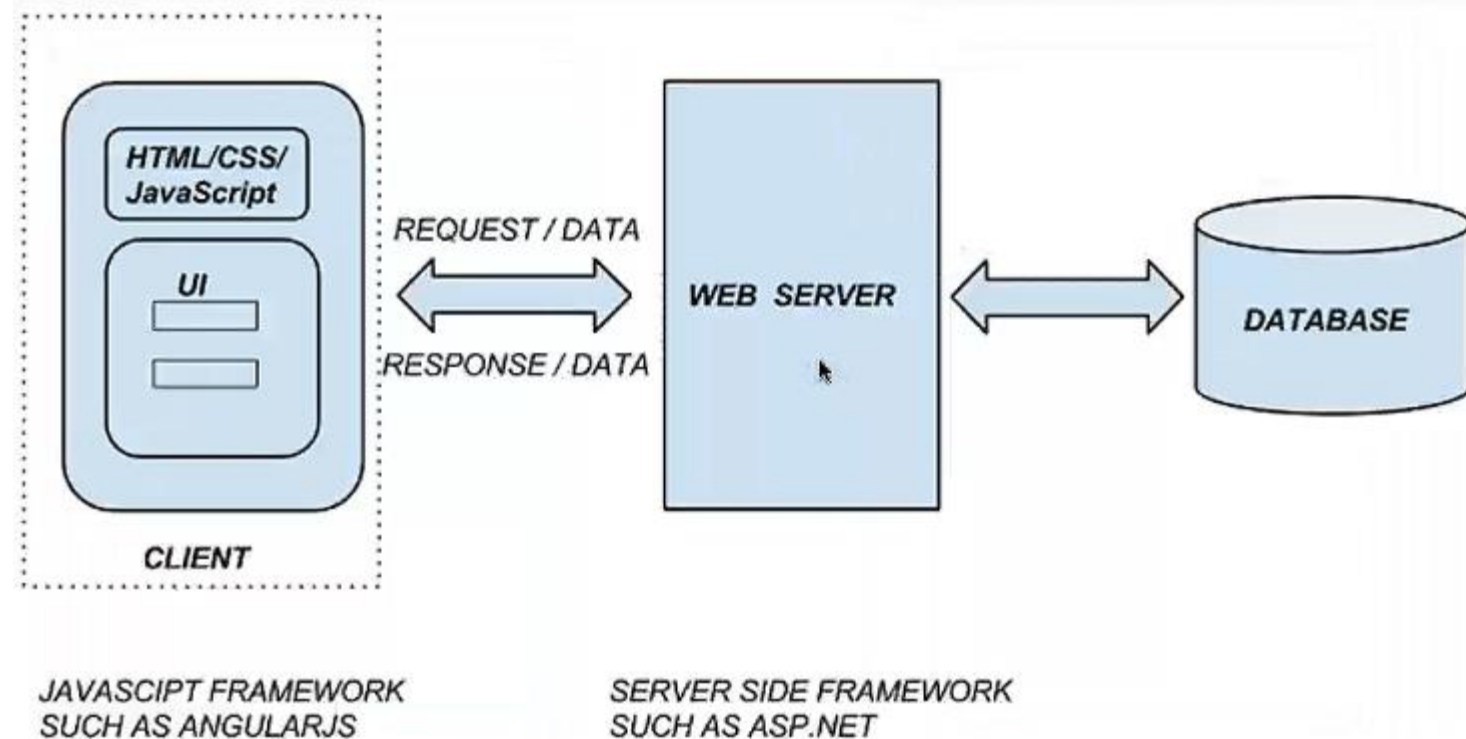 HTML/CSS/
JavaScript
UI
CLIENT
REQUEST / DATA
RESPONSE / DATA
WEB SERVER
DATABASE
JAVASCIPT FRAMEWORK
SUCH AS ANGULARJS
SERVER SIDE FRAMEWORK
SUCH AS ASP.NET